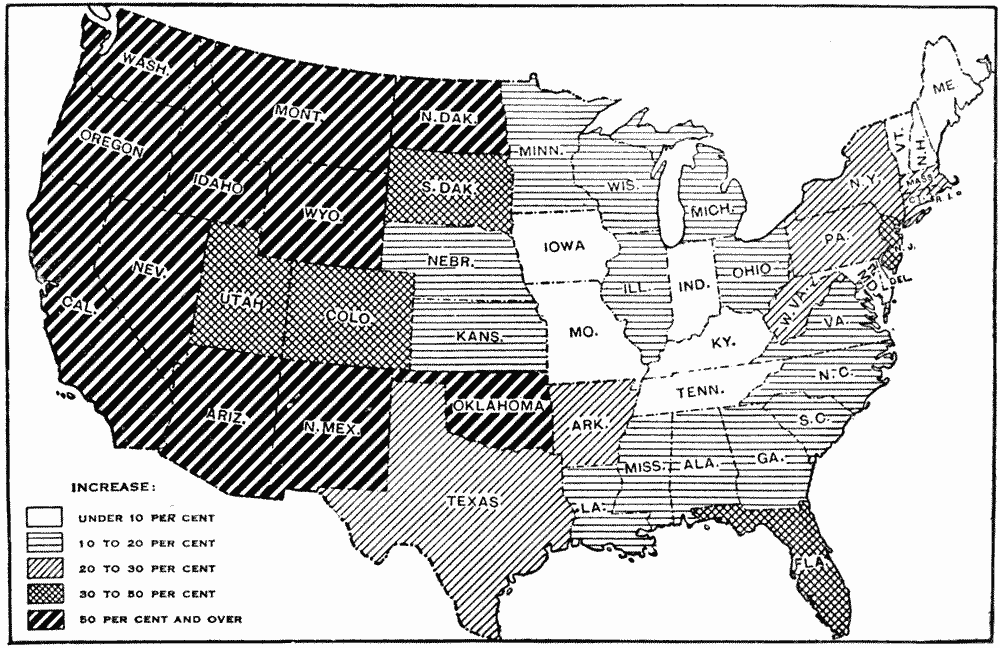 WASH.
MONT.
N. DAK.
MINN.
ME
VT.
N.H.
OREGON
IDAHO
S. DAK.
WIS.
MICH.
N.Y.
MASS
CT.
R.I.
WYO.
NEBR.
IOWA
PA.
N.J.
NEV.
UTAH
COLO.
KANS.
MO.
ILL.
IND.
OHIO
W. VA.
MD.
DEL.
CAL.
KY.
VA.
ARIZ.
N. MEX.
OKLAHOMA
ARK.
TENN.
N.C.
S.C.
TEXAS
LA.
MISS.
ALA.
GA.
FLA.
INCREASE:
UNDER 10 PER CENT
10 TO 20 PER CENT
20 TO 30 PER CENT
30 TO 50 PER CENT
50 PER CENT AND OVER